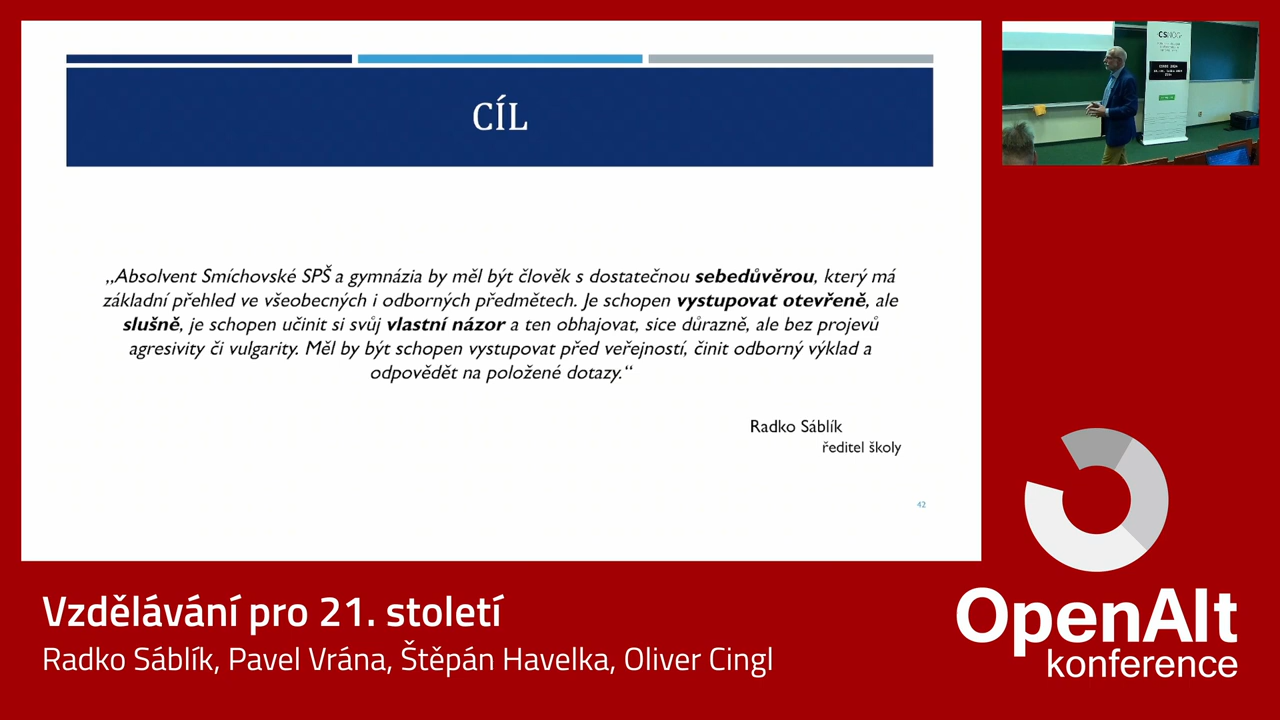 CÍL
„Absolvent Smíchovské SPŠ a gymnázia by měl být člověk s dostatečnou sebedůvěrou, který má
základní přehled ve všeobecných i odborných předmětech. Je schopen vystupovat otevřeně, ale
slušně, je schopen učinit si svůj vlastní názor a ten obhajovat, sice důrazně, ale bez projevů
agresivity či vulgarity. Měl by být schopen vystupovat před veřejností, činit odborný výklad a
odpovědět na položené dotazy.“
Radko Sáblík
ředitel školy
42
Vzdělávání pro 21. století
Radko Sáblík, Pavel Vrána, Štěpán Havelka, Oliver Cingl
OpenAlt
konference